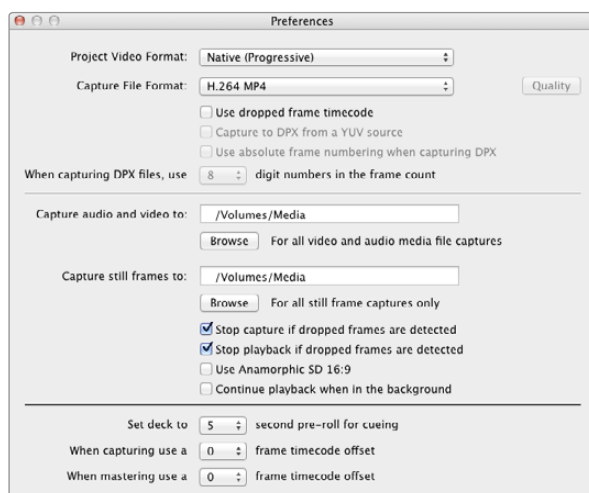 Preferences
Project Video Format: Native (Progressive)
Capture File Format: H.264 MP4 Quality
Use dropped frame timecode
Capture to DPX from a YUV source
Use absolute frame numbering when capturing DPX
When capturing DPX files, use 8 digit numbers in the frame count
Capture audio and video to: /Volumes/Media
Browse For all video and audio media file captures
Capture still frames to: /Volumes/Media
Browse For all still frame captures only
Stop capture if dropped frames are detected
Stop playback if dropped frames are detected
Use Anamorphic SD 16:9
Continue playback when in the background
Set deck to 5 second pre-roll for cueing
When capturing use a 0 frame timecode offset
When mastering use a 0 frame timecode offset